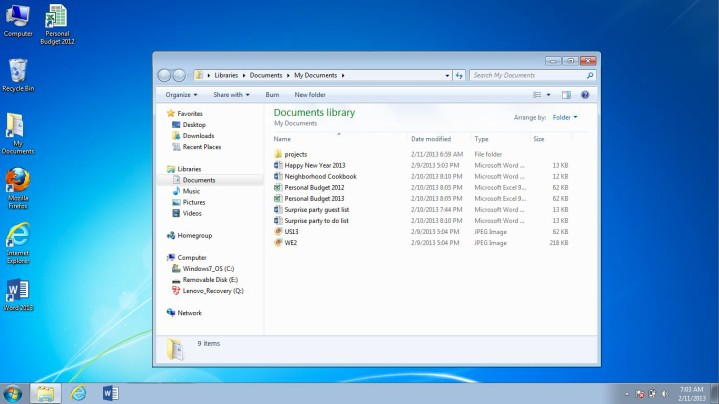 Computer
Personal
Budget 2012
Recycle Bin
My
Documents
Mozilla
Firefox
Internet
Explorer
Word 2013
Libraries Documents My Documents
Search My Documents
Organize Share with Burn New folder
Favorites
Desktop
Downloads
Recent Places
Libraries
Documents
Music
Pictures
Videos
Homegroup
Computer
Windows7_OS (C:)
Removable Disk (E:)
Lenovo_Recovery (Q:)
Network
Documents library
My Documents
Arrange by: Folder
Name Date modified Type Size
projects 2/11/2013 6:59 AM File folder
Happy New Year 2013 2/9/2013 5:03 PM Microsoft Word ... 13 KB
Neighborhood Cookbook 2/10/2013 8:10 PM Microsoft Word ... 12 KB
Personal Budget 2012 2/10/2013 8:05 PM Microsoft Excel 9... 62 KB
Personal Budget 2013 2/10/2013 8:05 PM Microsoft Excel 9... 62 KB
Surprise party guest list 2/10/2013 7:44 PM Microsoft Word ... 13 KB
Surprise party to do list 2/10/2013 8:10 PM Microsoft Word ... 13 KB
US13 2/9/2013 5:04 PM JPEG Image 62 KB
WE2 2/9/2013 5:04 PM JPEG Image 218 KB
9 items
7:03 AM
2/11/2013